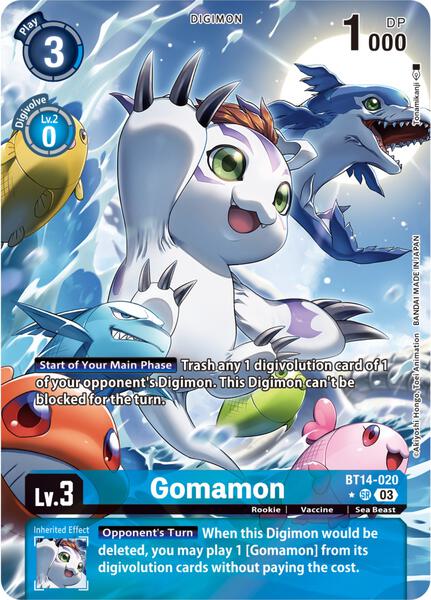 DIGIMON
Play
3
DP
1000
Digivolve
Lv.2
0
Tonamikanji
BANDAI MADE IN JAPAN
©Akiyoshi Hongo, Toei Animation
Start of Your Main Phase Trash any 1 digivolution card of 1
of your opponent's Digimon. This Digimon can't be
blocked for the turn.
BT14-020
Lv.3
Gomamon
SR 03
Rookie Vaccine Sea Beast
Inherited Effect
Opponent's Turn When this Digimon would be
deleted, you may play 1 [Gomamon] from its
digivolution cards without paying the cost.